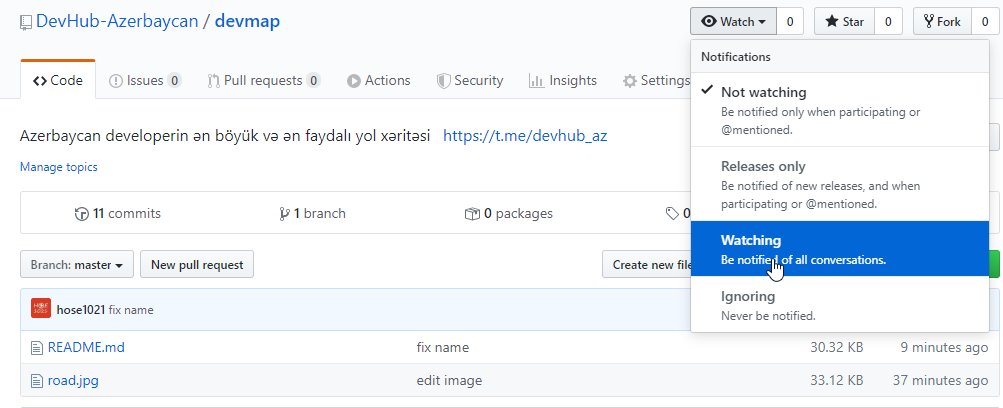 DevHub-Azerbaycan / devmap
Watch 0 Star 0 Fork 0
Code Issues 0 Pull requests 0 Actions Security Insights Settings
Azerbaycan developerin ən böyük və ən faydalı yol xəritəsi https://t.me/devhub_az
Manage topics
11 commits 1 branch 0 packages 0
Branch: master New pull request Create new file
hose1021 fix name
README.md fix name 30.32 KB 9 minutes ago
road.jpg edit image 33.12 KB 37 minutes ago
Notifications
Not watching
Be notified only when participating or
@mentioned.
Releases only
Be notified of new releases, and when
participating or @mentioned.
Watching
Be notified of all conversations.
Ignoring
Never be notified.